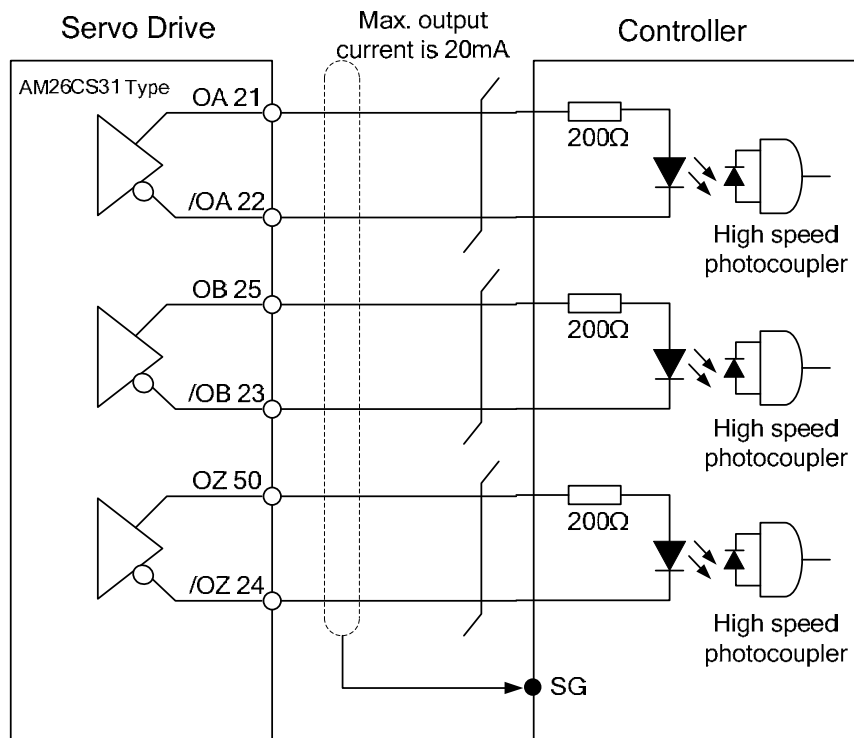 Servo Drive
Max. output
current is 20mA
Controller
AM26CS31 Type
OA 21
200Ω
/OA 22
High speed
photocoupler
OB 25
200Ω
/OB 23
High speed
photocoupler
OZ 50
200Ω
/OZ 24
High speed
photocoupler
SG